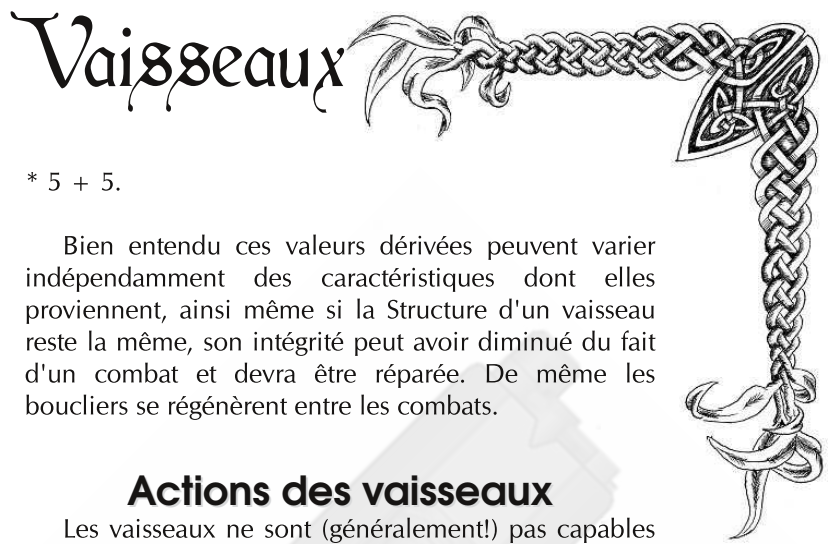 Vaisseaux
* 5 + 5.
Bien entendu ces valeurs dérivées peuvent varier
indépendamment des caractéristiques dont elles
proviennent, ainsi même si la Structure d'un vaisseau
reste la même, son intégrité peut avoir diminué du fait
d'un combat et devra être réparée. De même les
boucliers se régénèrent entre les combats.
Actions des vaisseaux
Les vaisseaux ne sont (généralement!) pas capables